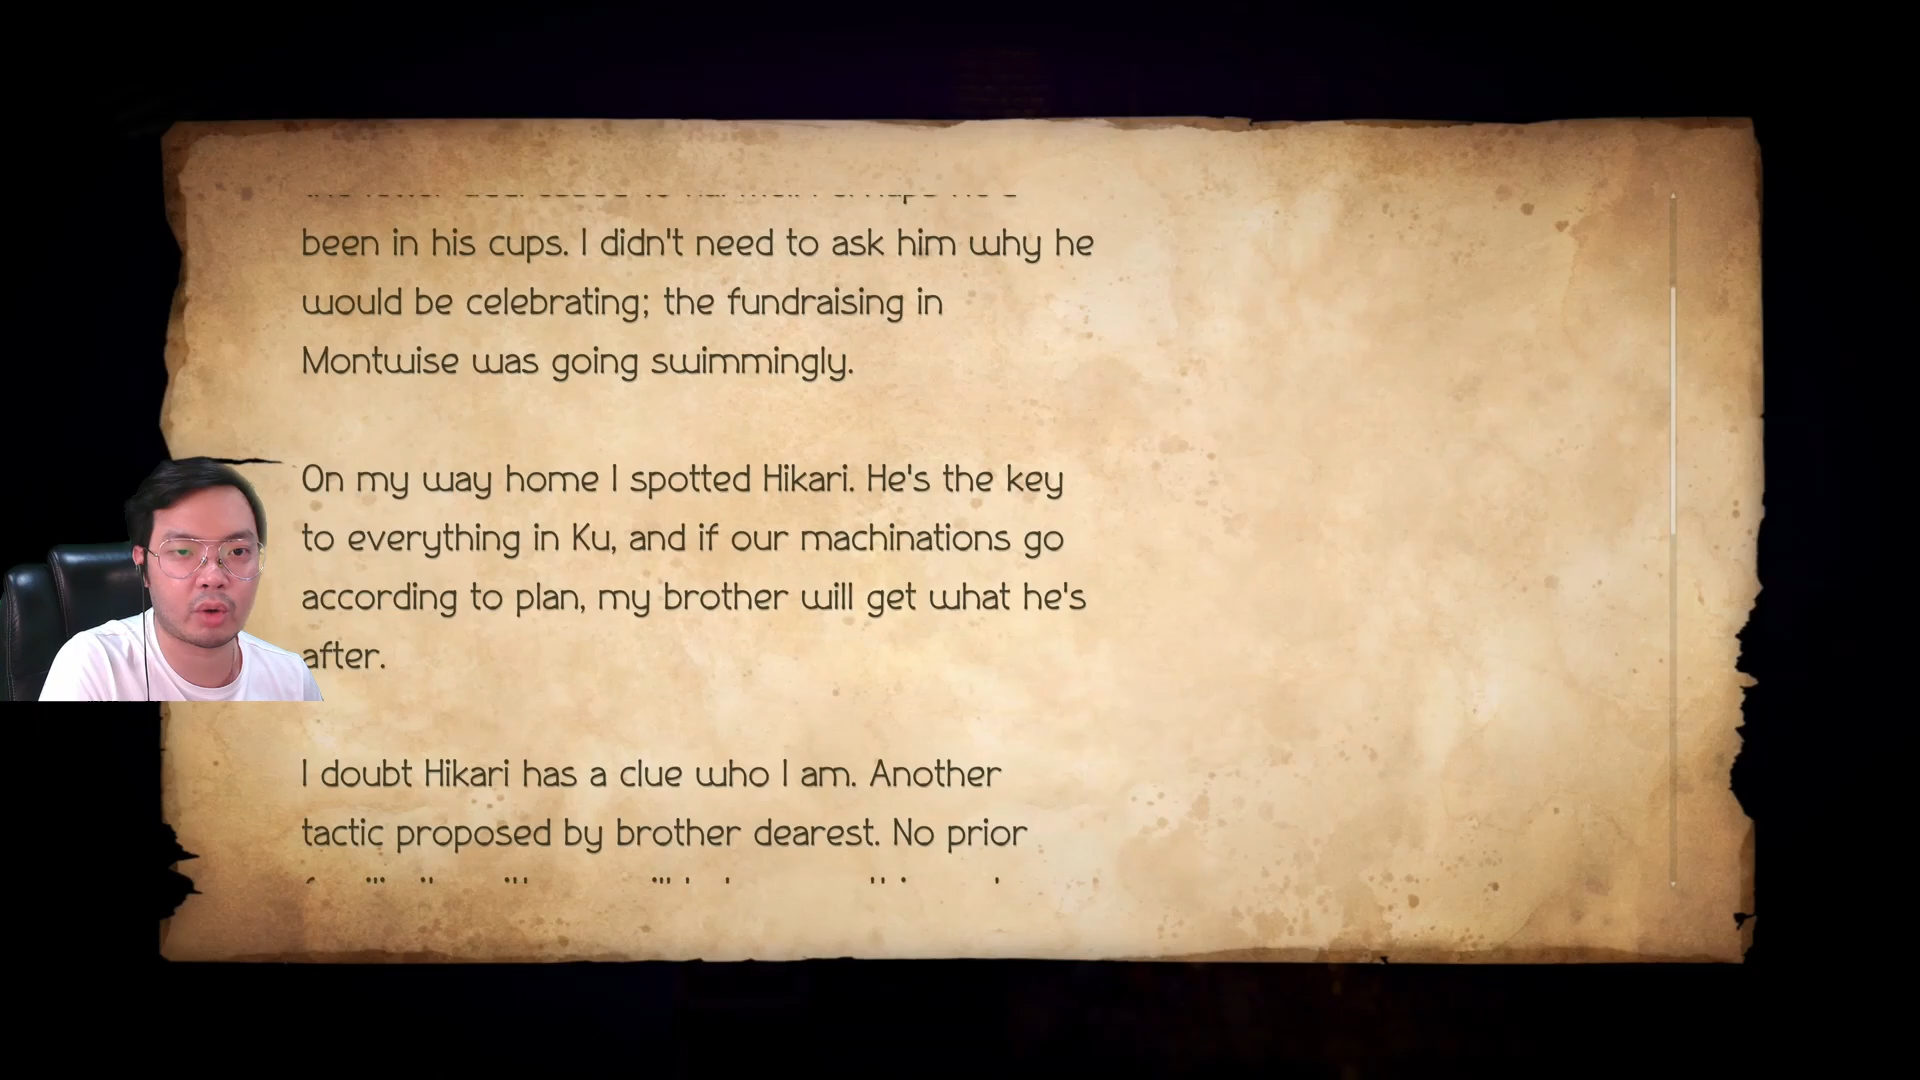 been in his cups. I didn't need to ask him why he
would be celebrating; the fundraising in
Montwise was going swimmingly.
On my way home I spotted Hikari. He's the key
to everything in Ku, and if our machinations go
according to plan, my brother will get what he's
after.
I doubt Hikari has a clue who I am. Another
tactic proposed by brother dearest. No prior